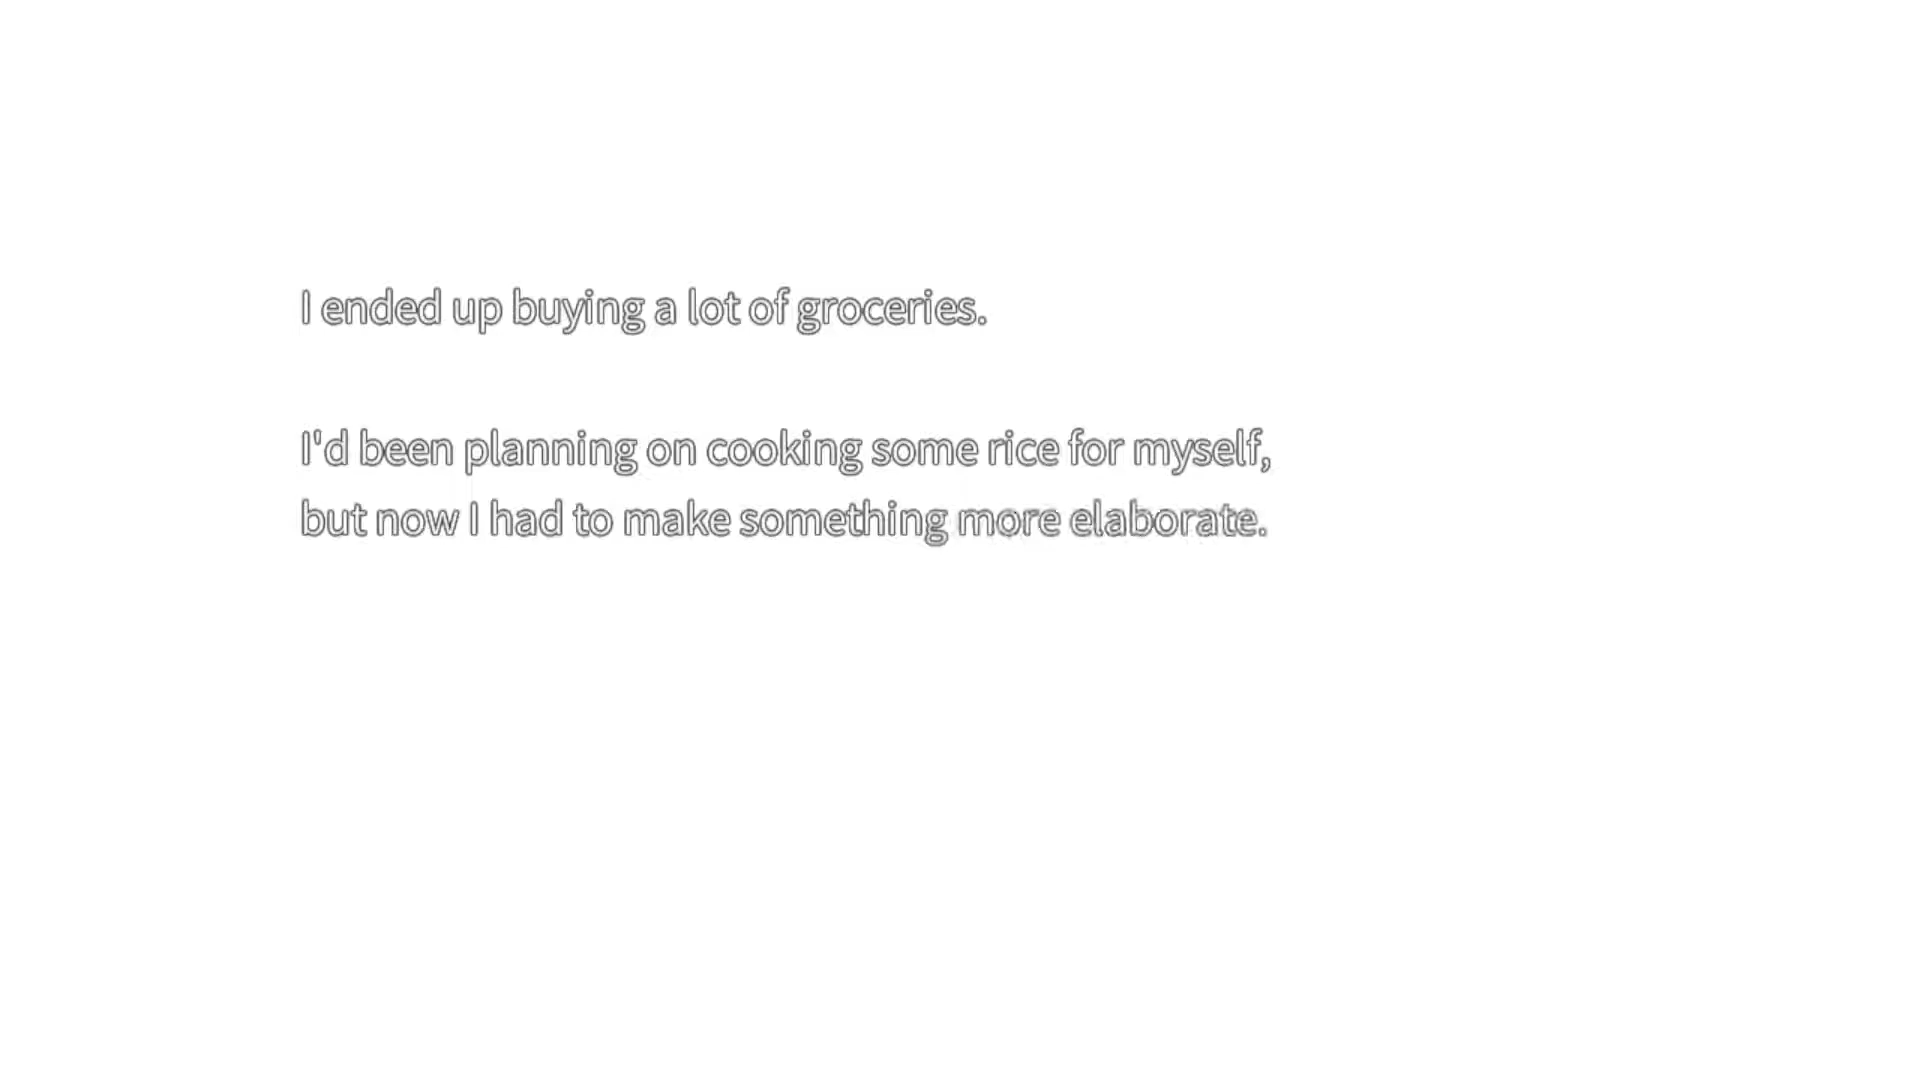 I ended up buying a lot of groceries.
I'd been planning on cooking some rice for myself,
but now I had to make something more elaborate.